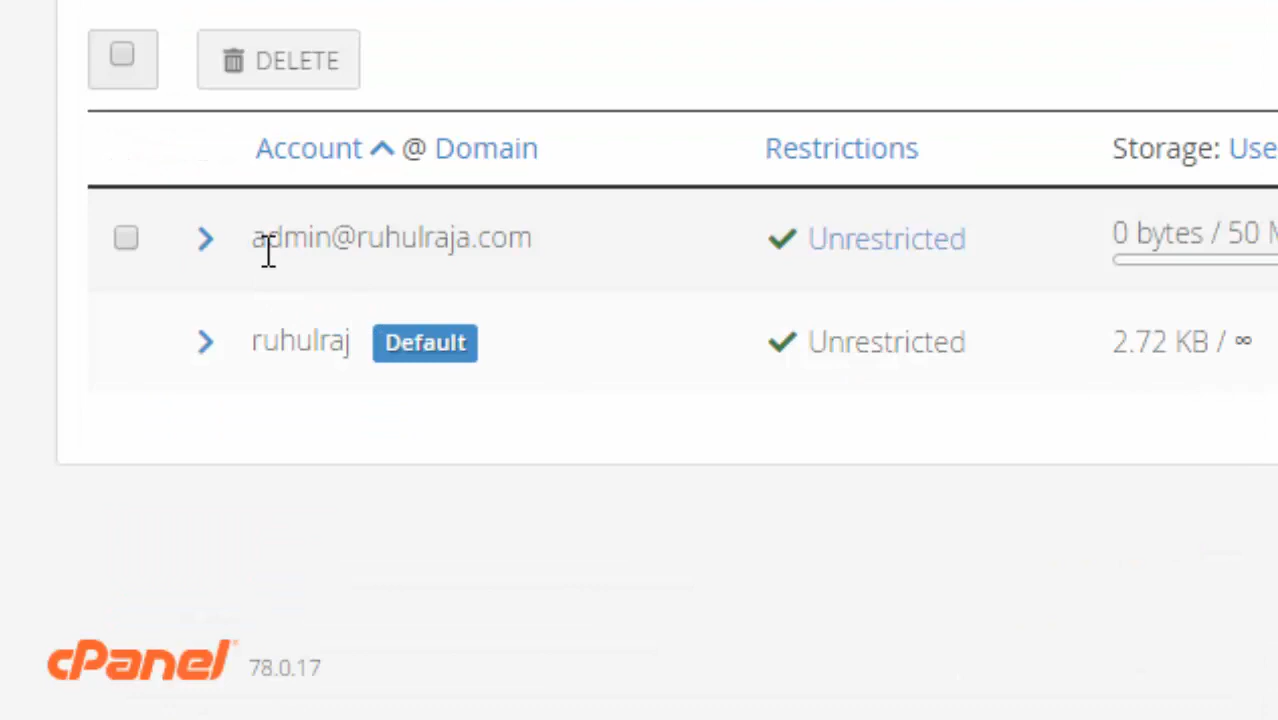 DELETE
Account @ Domain Restrictions Storage: Use
admin@ruhulraja.com Unrestricted 0 bytes / 50 M
ruhulraj Default Unrestricted 2.72 KB / ∞
cPanel 78.0.17